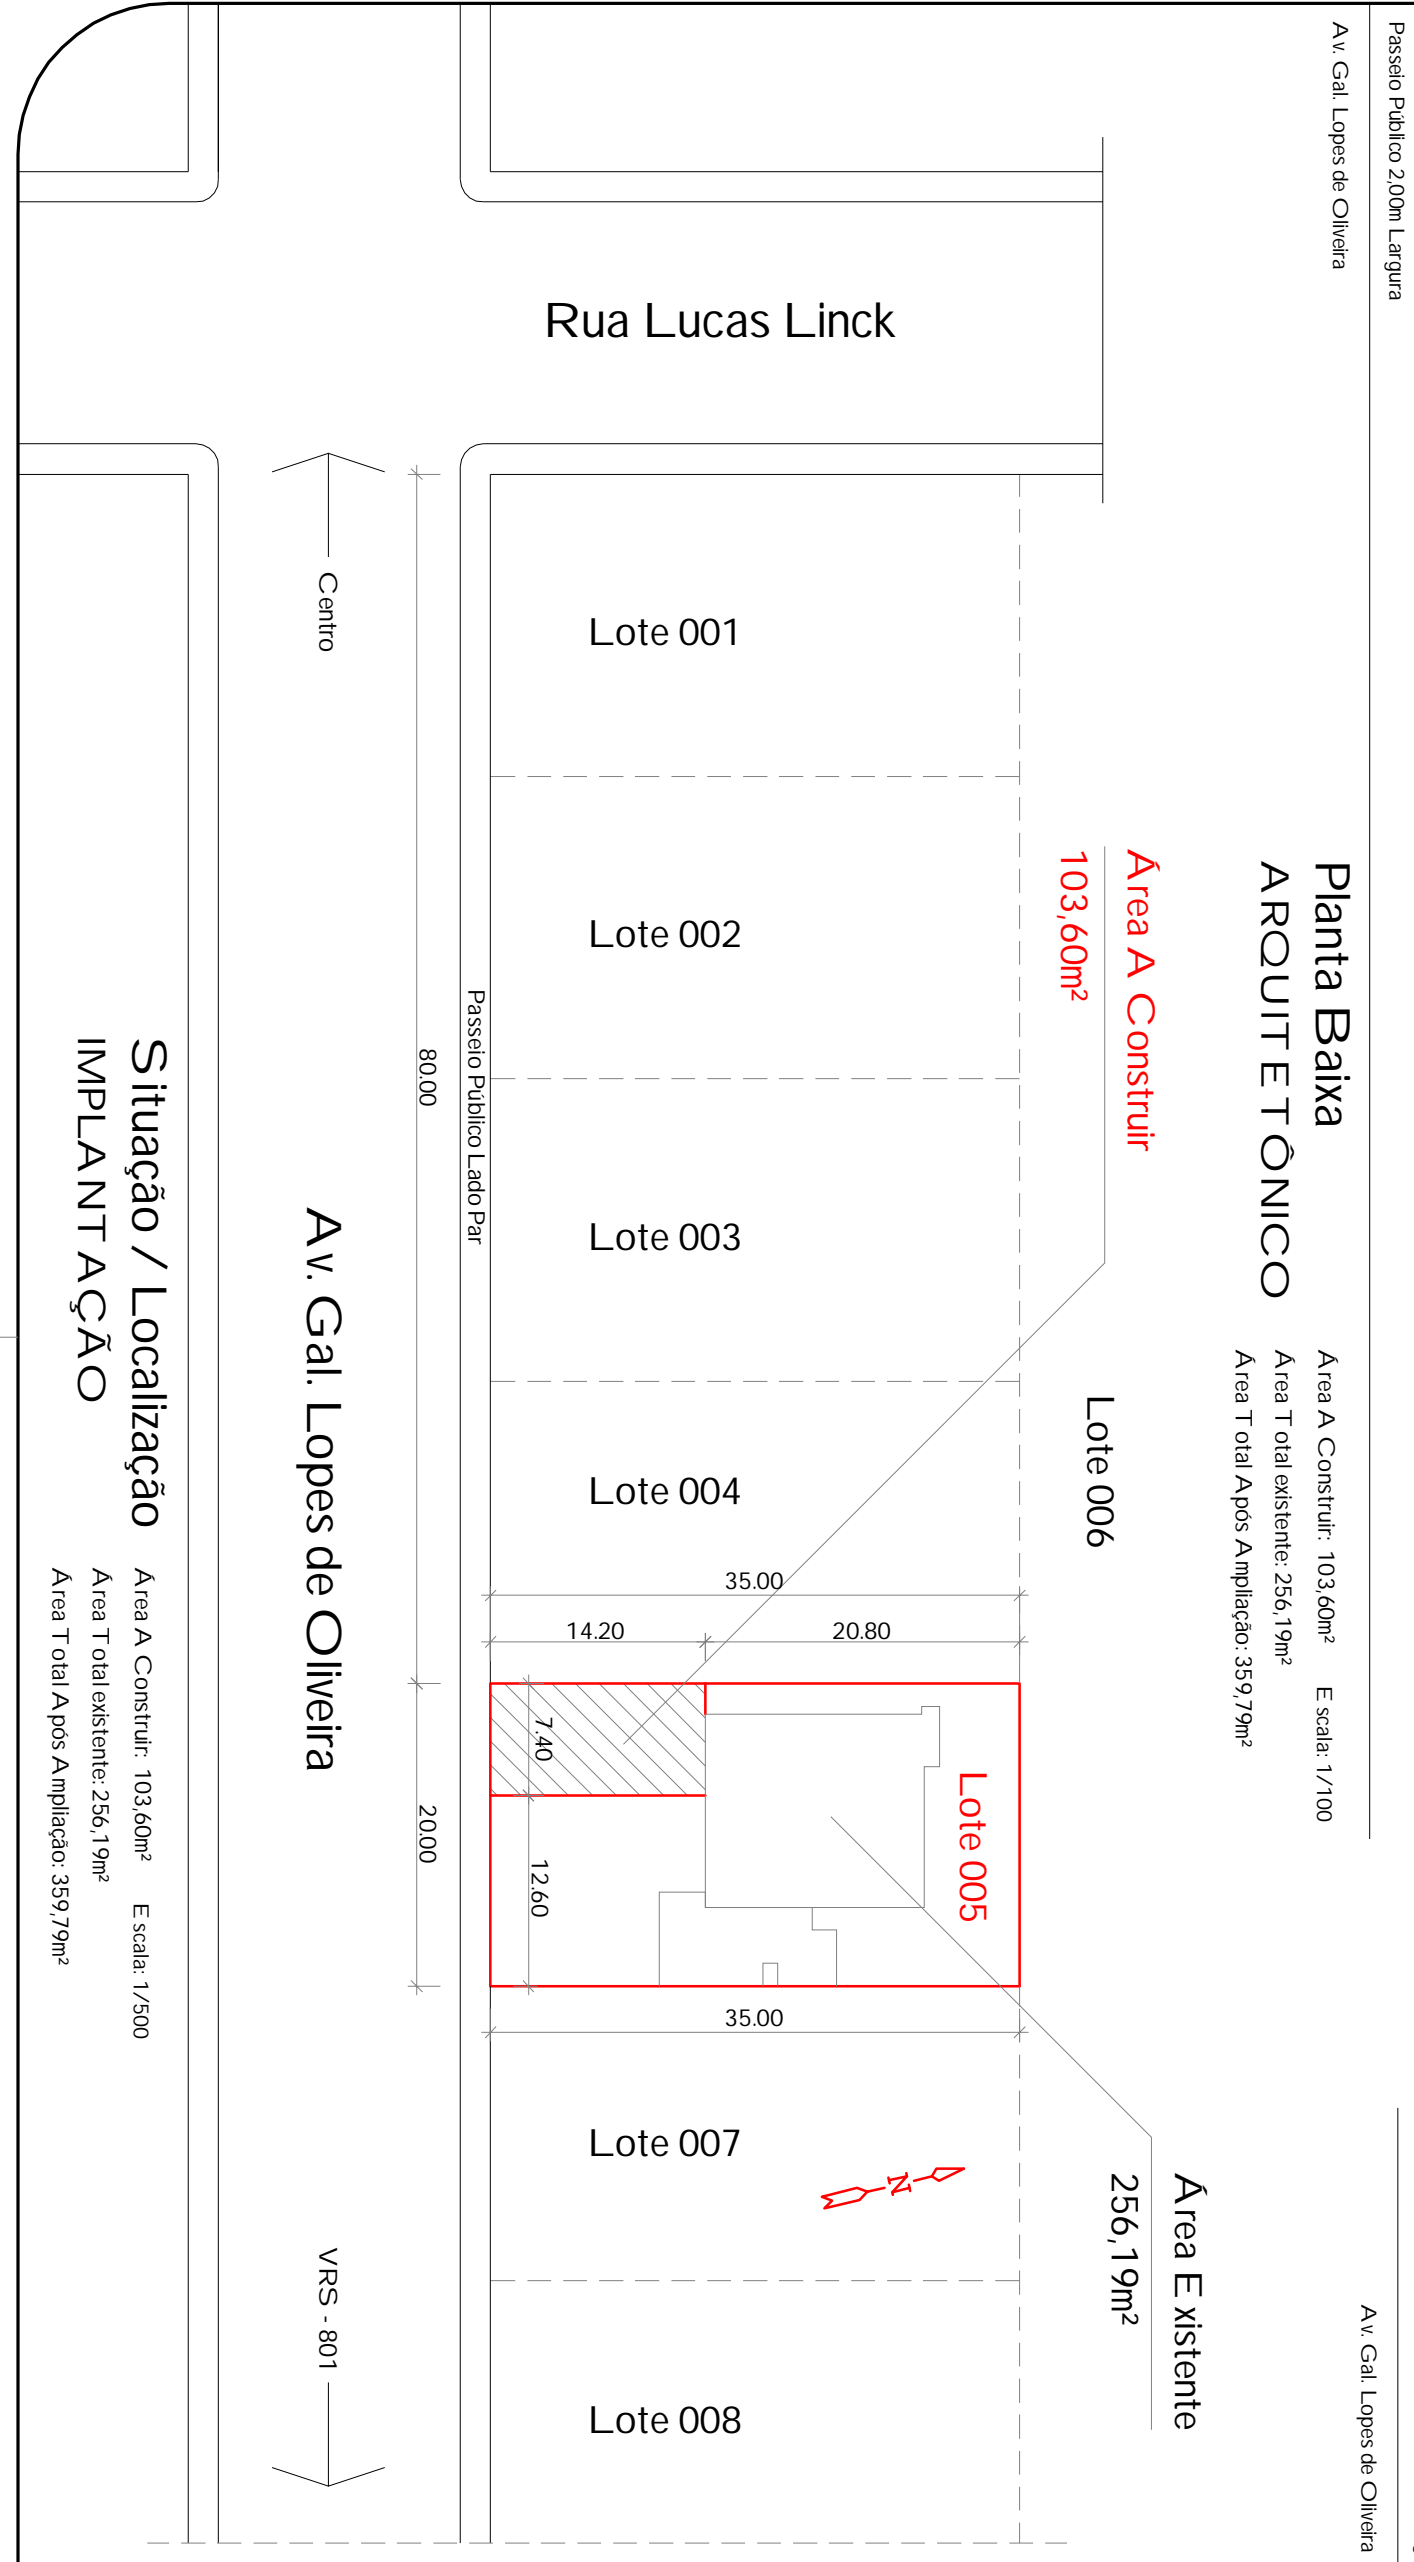 Passeio Público 2,00m Largura
Av. Gal. Lopes de Oliveira
Planta Baixa
ARQUITETÔNICO
Área A Construir: 103,60m² Escala: 1/100
Área Total existente: 256,19m²
Área Total Após Ampliação: 359,79m²
Av. Gal. Lopes de Oliveira
Rua Lucas Linck
Área A Construir
103,60m²
Área Existente
256,19m²
Lote 006
Lote 001
Lote 002
Lote 003
Lote 004
Lote 005
Lote 007
Lote 008
35.00
14.20
20.80
7.40
12.60
35.00
N
Passeio Público Lado Par
80.00
20.00
Centro
Av. Gal. Lopes de Oliveira
VRS - 801
Situação / Localização
IMPLANTAÇÃO
Área A Construir: 103,60m² Escala: 1/500
Área Total existente: 256,19m²
Área Total Após Ampliação: 359,79m²